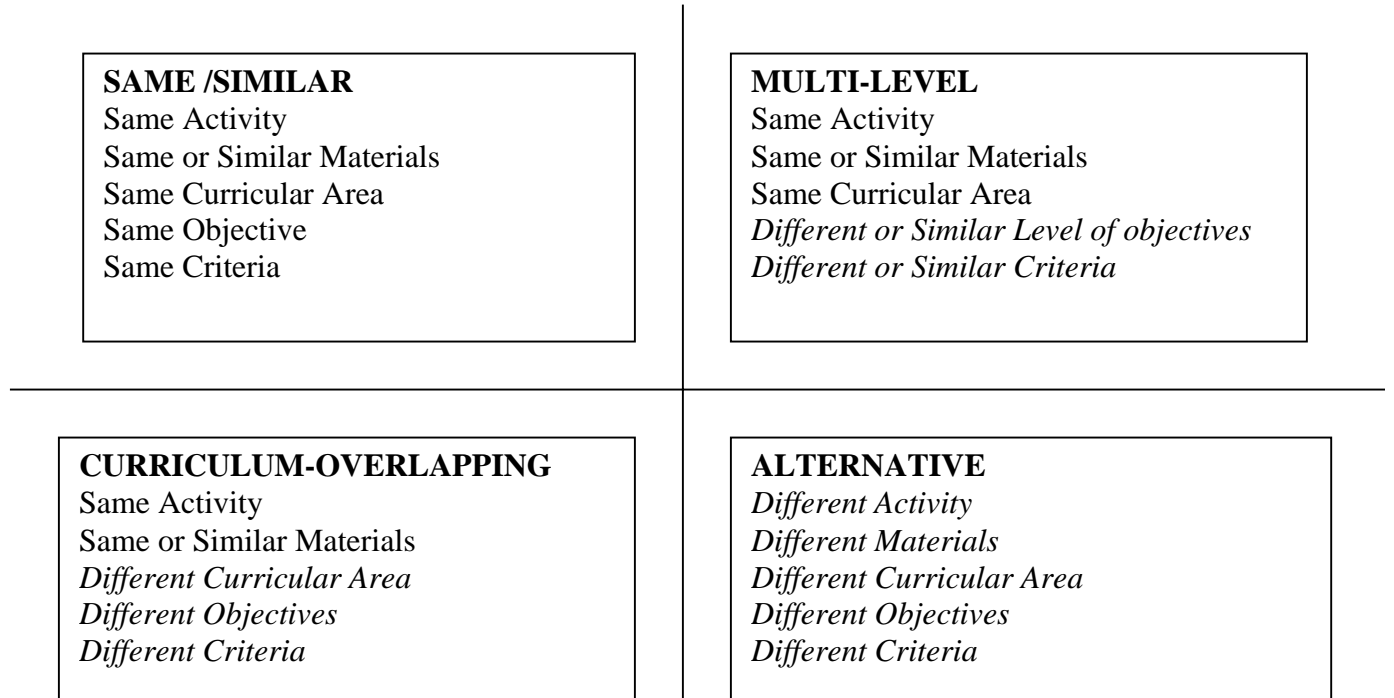 SAME /SIMILAR
Same Activity
Same or Similar Materials
Same Curricular Area
Same Objective
Same Criteria
MULTI-LEVEL
Same Activity
Same or Similar Materials
Same Curricular Area
Different or Similar Level of objectives
Different or Similar Criteria
CURRICULUM-OVERLAPPING
Same Activity
Same or Similar Materials
Different Curricular Area
Different Objectives
Different Criteria
ALTERNATIVE
Different Activity
Different Materials
Different Curricular Area
Different Objectives
Different Criteria